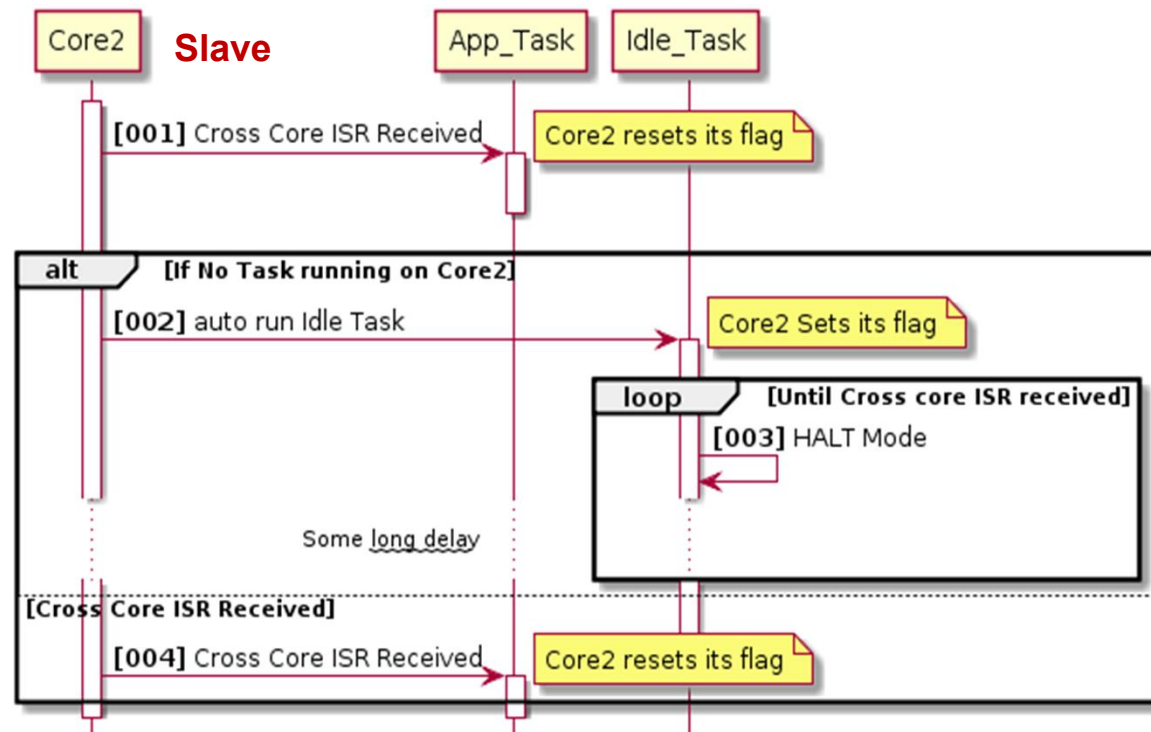 Core2
Slave
App_Task
Idle_Task
[001] Cross Core ISR Received
Core2 resets its flag
alt
[If No Task running on Core2]
[002] auto run Idle Task
Core2 Sets its flag
loop
[Until Cross core ISR received]
[003] HALT Mode
Some long delay
[Cross Core ISR Received]
[004] Cross Core ISR Received
Core2 resets its flag